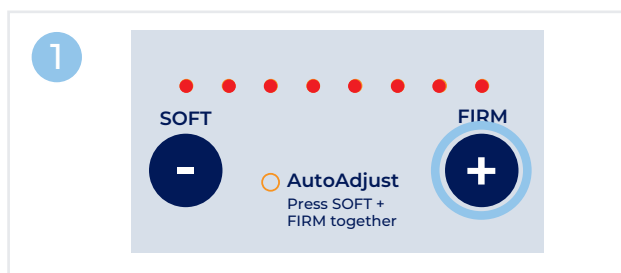 1
SOFT
FIRM
-
+
AutoAdjust
Press SOFT +
FIRM together